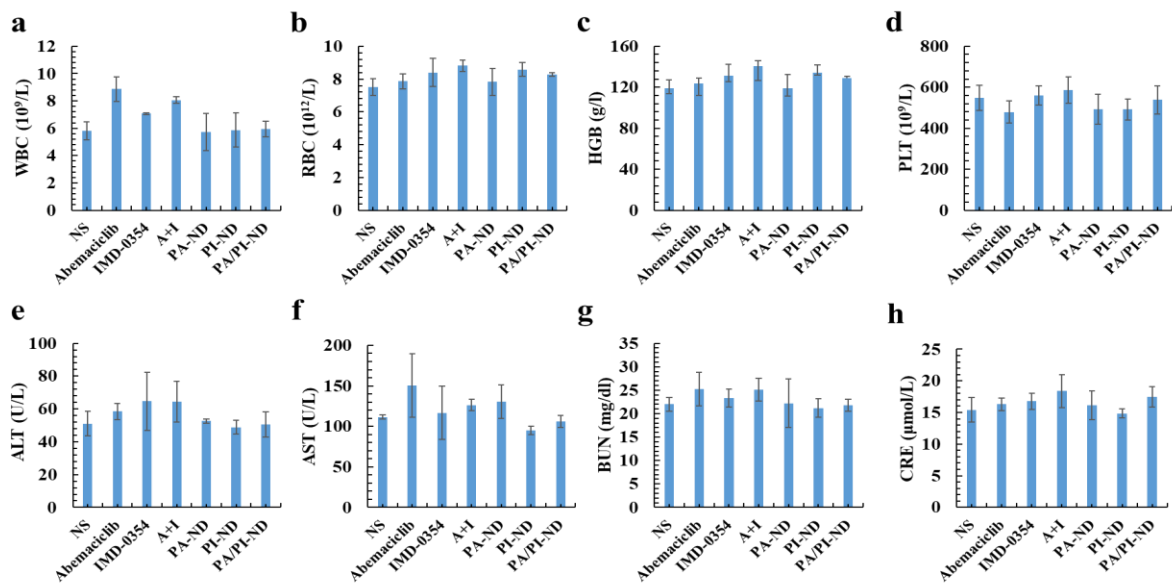 a
WBC (10⁹/L)
12
10
8
6
4
2
0
NS
Abemaciclib
IMD-0354
A+I
PA-ND
PI-ND
PA/PI-ND
b
RBC (10¹²/L)
10
8
6
4
2
0
NS
Abemaciclib
IMD-0354
A+I
PA-ND
PI-ND
PA/PI-ND
c
HGB (g/l)
160
120
80
40
0
NS
Abemaciclib
IMD-0354
A+I
PA-ND
PI-ND
PA/PI-ND
d
PLT (10⁹/L)
800
600
400
200
0
NS
Abemaciclib
IMD-0354
A+I
PA-ND
PI-ND
PA/PI-ND
e
ALT (U/L)
100
80
60
40
20
0
NS
Abemaciclib
IMD-0354
A+I
PA-ND
PI-ND
PA/PI-ND
f
AST (U/L)
200
150
100
50
0
NS
Abemaciclib
IMD-0354
A+I
PA-ND
PI-ND
PA/PI-ND
g
BUN (mg/dl)
35
30
25
20
15
10
5
0
NS
Abemaciclib
IMD-0354
A+I
PA-ND
PI-ND
PA/PI-ND
h
CRE (μmol/L)
25
20
15
10
5
0
NS
Abemaciclib
IMD-0354
A+I
PA-ND
PI-ND
PA/PI-ND